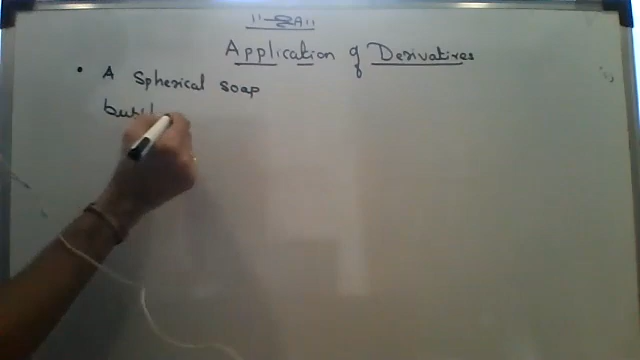 Application of Derivatives
• A Spherical soap